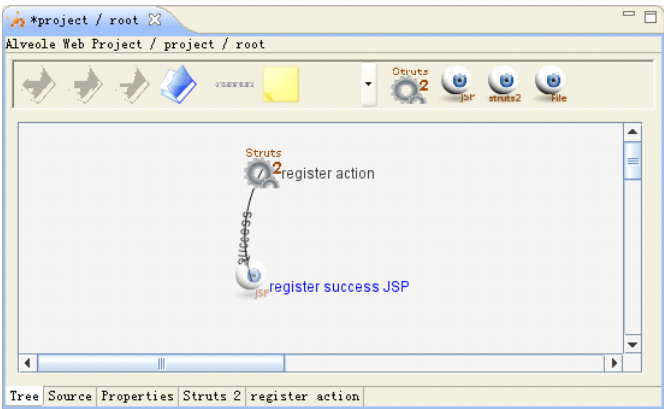 *project / root
Alveole Web Project / project / root
Struts
2
jsp
struts2
File
Struts
2
register action
success
jsp
register success JSP
Tree Source Properties Struts 2 register action